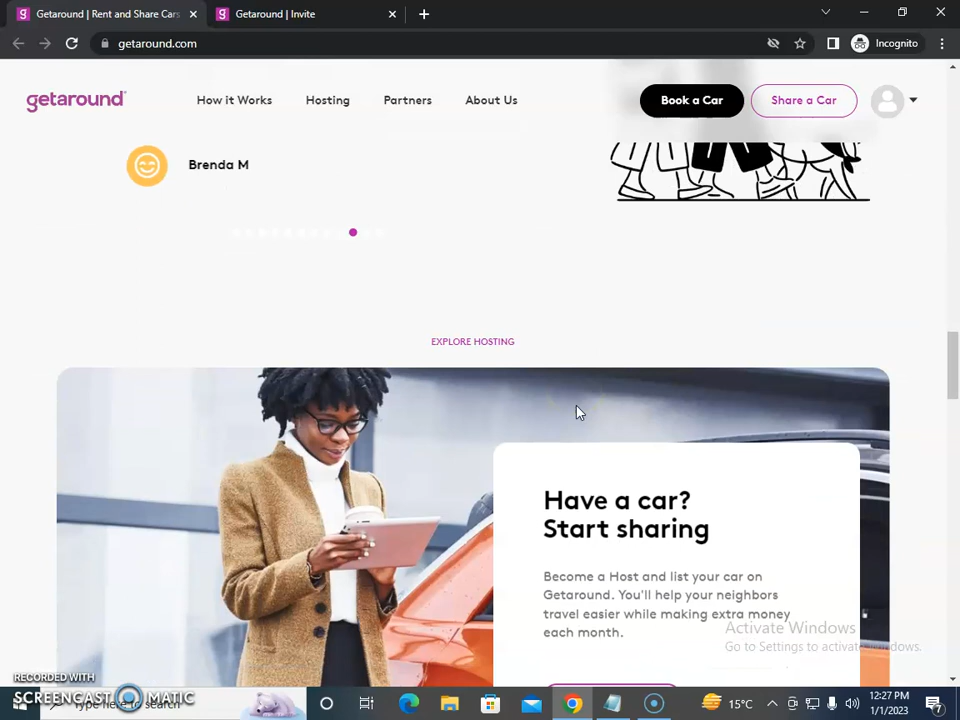 Getaround | Rent and Share Cars
Getaround | Invite
getaround.com
Incognito
getaround
How it Works
Hosting
Partners
About Us
Book a Car
Share a Car
Brenda M
EXPLORE HOSTING
Have a car?
Start sharing
Become a Host and list your car on
Getaround. You'll help your neighbors
travel easier while making extra money
each month.
Activate Windows
Go to Settings to activate Windows.
RECORDED WITH
SCREENCAST MATIC
Type here to search
15°C
12:27 PM
1/1/2023
7